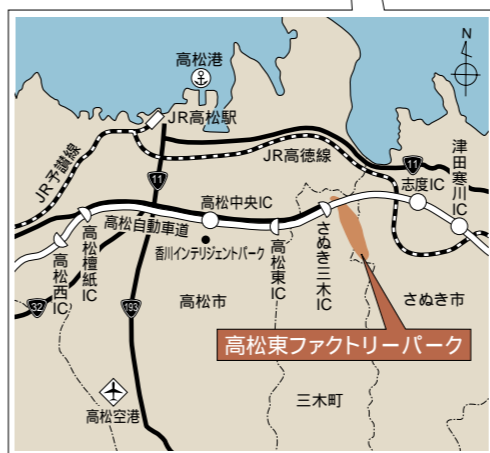 N
高松港
JR高松駅
JR予讃線
JR高徳線
11
11
津田寒川IC
志度IC
高松中央IC
高松自動車道
香川インテリジェントパーク
高松檀紙IC
高松西IC
高松東IC
さぬき三木IC
32
193
高松市
さぬき市
高松東ファクトリーパーク
三木町
高松空港